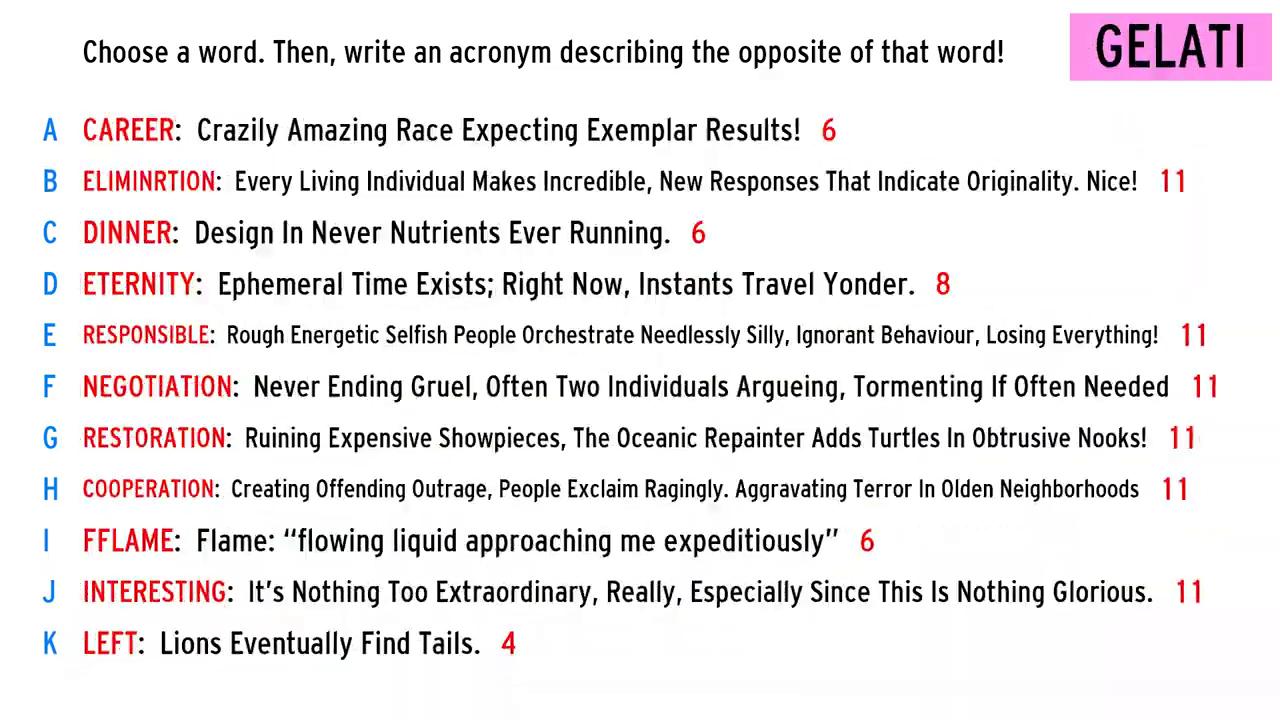 Choose a word. Then, write an acronym describing the opposite of that word!
GELATI
A CAREER: Crazily Amazing Race Expecting Exemplar Results! 6
B ELIMINRTION: Every Living Individual Makes Incredible, New Responses That Indicate Originality. Nice! 11
C DINNER: Design In Never Nutrients Ever Running. 6
D ETERNITY: Ephemeral Time Exists; Right Now, Instants Travel Yonder. 8
E RESPONSIBLE: Rough Energetic Selfish People Orchestrate Needlessly Silly, Ignorant Behaviour, Losing Everything! 11
F NEGOTIATION: Never Ending Gruel, Often Two Individuals Argueing, Tormenting If Often Needed 11
G RESTORATION: Ruining Expensive Showpieces, The Oceanic Repainter Adds Turtles In Obtrusive Nooks! 11
H COOPERATION: Creating Offending Outrage, People Exclaim Ragingly. Aggravating Terror In Olden Neighborhoods 11
I FFLAME: Flame: “flowing liquid approaching me expeditiously” 6
J INTERESTING: It’s Nothing Too Extraordinary, Really, Especially Since This Is Nothing Glorious. 11
K LEFT: Lions Eventually Find Tails. 4